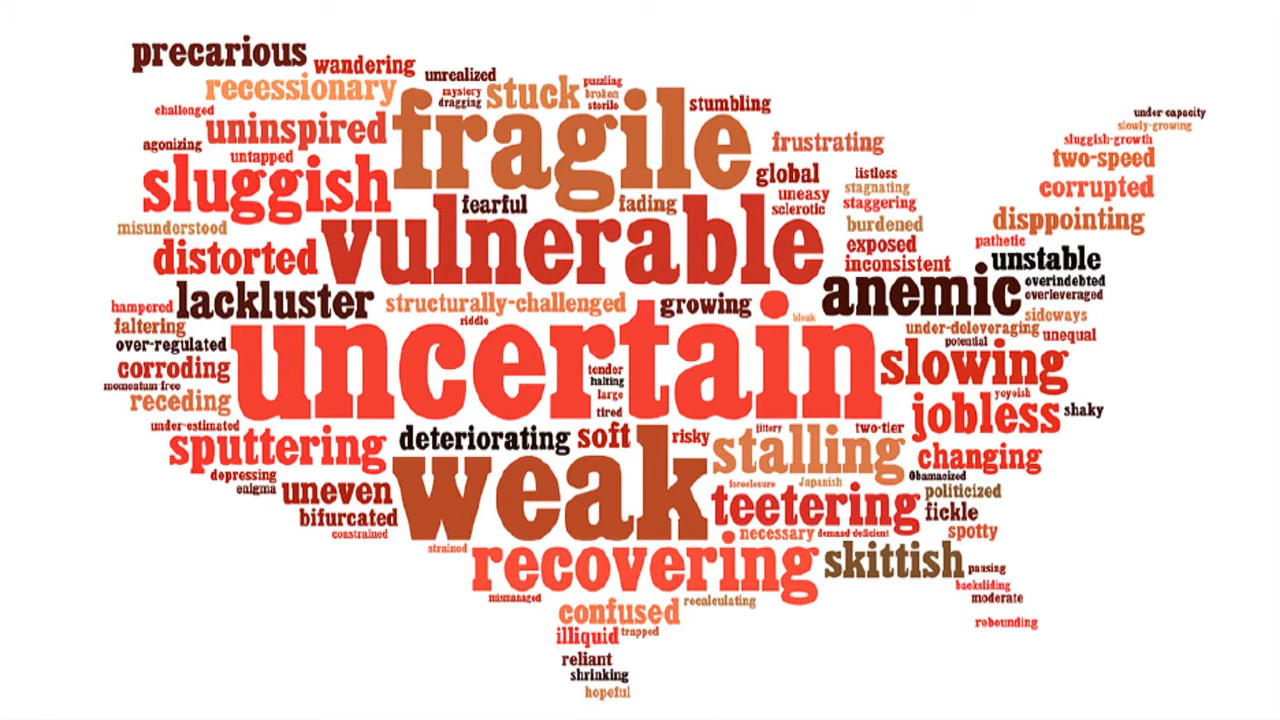 precarious
wandering
unrealized
recessionary
mystery
dragging
stuck
puzzling
broken
sterile
stumbling
challenged
uninspired
fragile
agonizing
untapped
frustrating
under-capacity
slowly-growing
sluggish-growth
two-speed
sluggish
global
listless
corrupted
uneasy
stagnating
fearful
fading
sclerotic
staggering
misunderstood
vulnerable
burdened
disppointing
distorted
exposed
pathetic
inconsistent
unstable
hampered
lackluster
structurally-challenged
growing
anemic
overindebted
overleveraged
faltering
riddle
bleak
sideways
over-regulated
uncertain
under-deleveraging
unequal
potential
corroding
tender
slowing
momentum free
halting
receding
large
yoyoish
tired
jobless
shaky
under-estimated
sputtering
deteriorating
soft
risky
jittery
two-tier
stalling
changing
depressing
weak
Obamacized
enigma
uneven
foreclosure
Japanish
politicized
bifurcated
teetering
fickle
constrained
necessary
demand-deficient
spotty
strained
recovering
skittish
pausing
backsliding
mismanaged
confused
recalculating
moderate
illiquid
trapped
rebounding
reliant
shrinking
hopeful